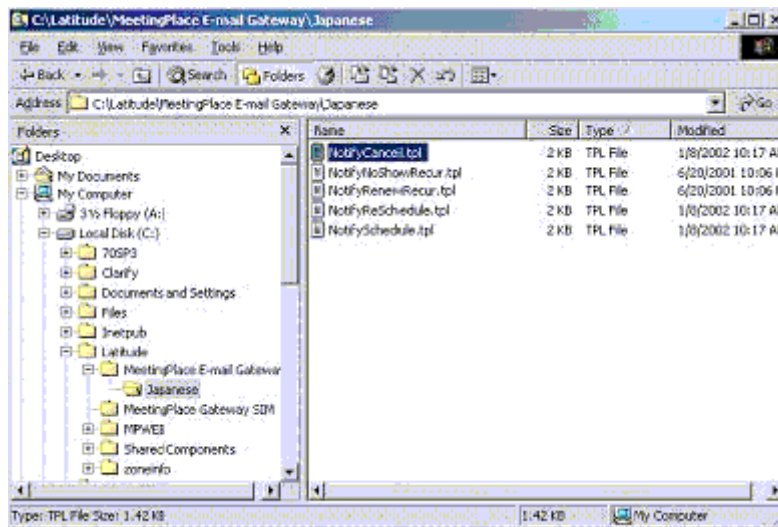 C:\Latitude\MeetingPlace E-mail Gateway\Japanese
File Edit View Favorites Tools Help
Back Search Folders
Address C:\Latitude\MeetingPlace E-mail Gateway\Japanese Go
Folders
Desktop
My Documents
My Computer
3½ Floppy (A:)
Local Disk (C:)
70SP3
Clarify
Documents and Settings
Files
Inetpub
Latitude
MeetingPlace E-mail Gateway
Japanese
MeetingPlace Gateway SIM
MPWEB
SharedComponents
zoneinfo
Name Size Type Modified
NotifyCancel.tpl 2 KB TPL File 1/8/2002 10:17 A
NotifyNoShowRecur.tpl 2 KB TPL File 6/20/2001 10:06
NotifyRenewRecur.tpl 2 KB TPL File 6/20/2001 10:06
NotifyReSchedule.tpl 2 KB TPL File 1/8/2002 10:17 A
NotifySchedule.tpl 2 KB TPL File 1/8/2002 10:17 A
Type: TPL File Size: 1.42 KB 1.42 KB My Computer